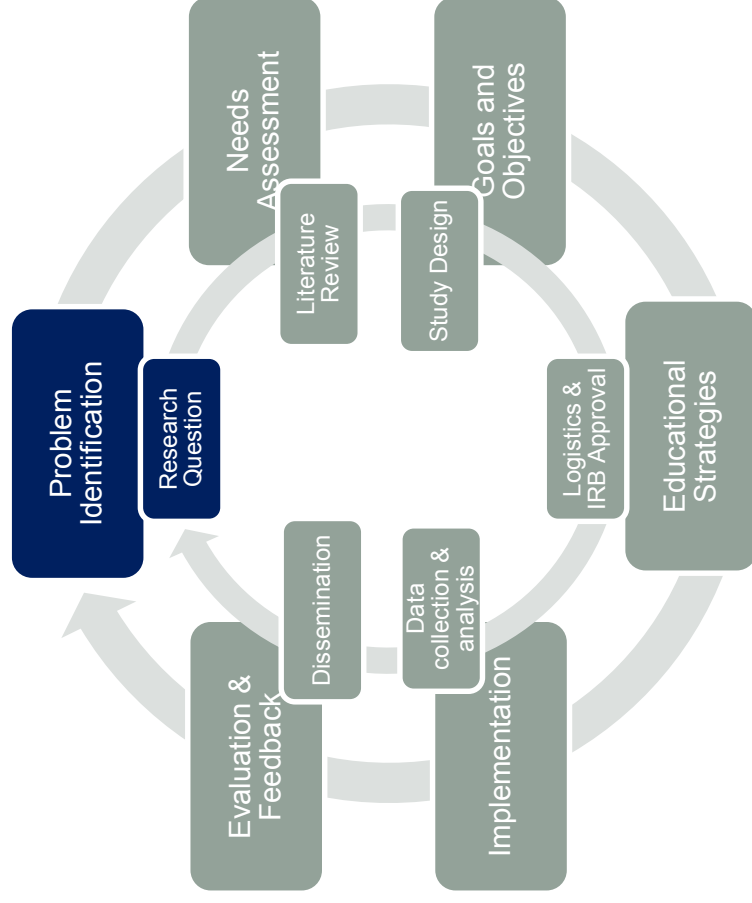 Problem
Identification
Research
Question
Needs
Assessment
Literature
Review
Goals and
Objectives
Study Design
Educational
Strategies
Logistics &
IRB Approval
Implementation
Data
collection &
analysis
Evaluation &
Feedback
Dissemination